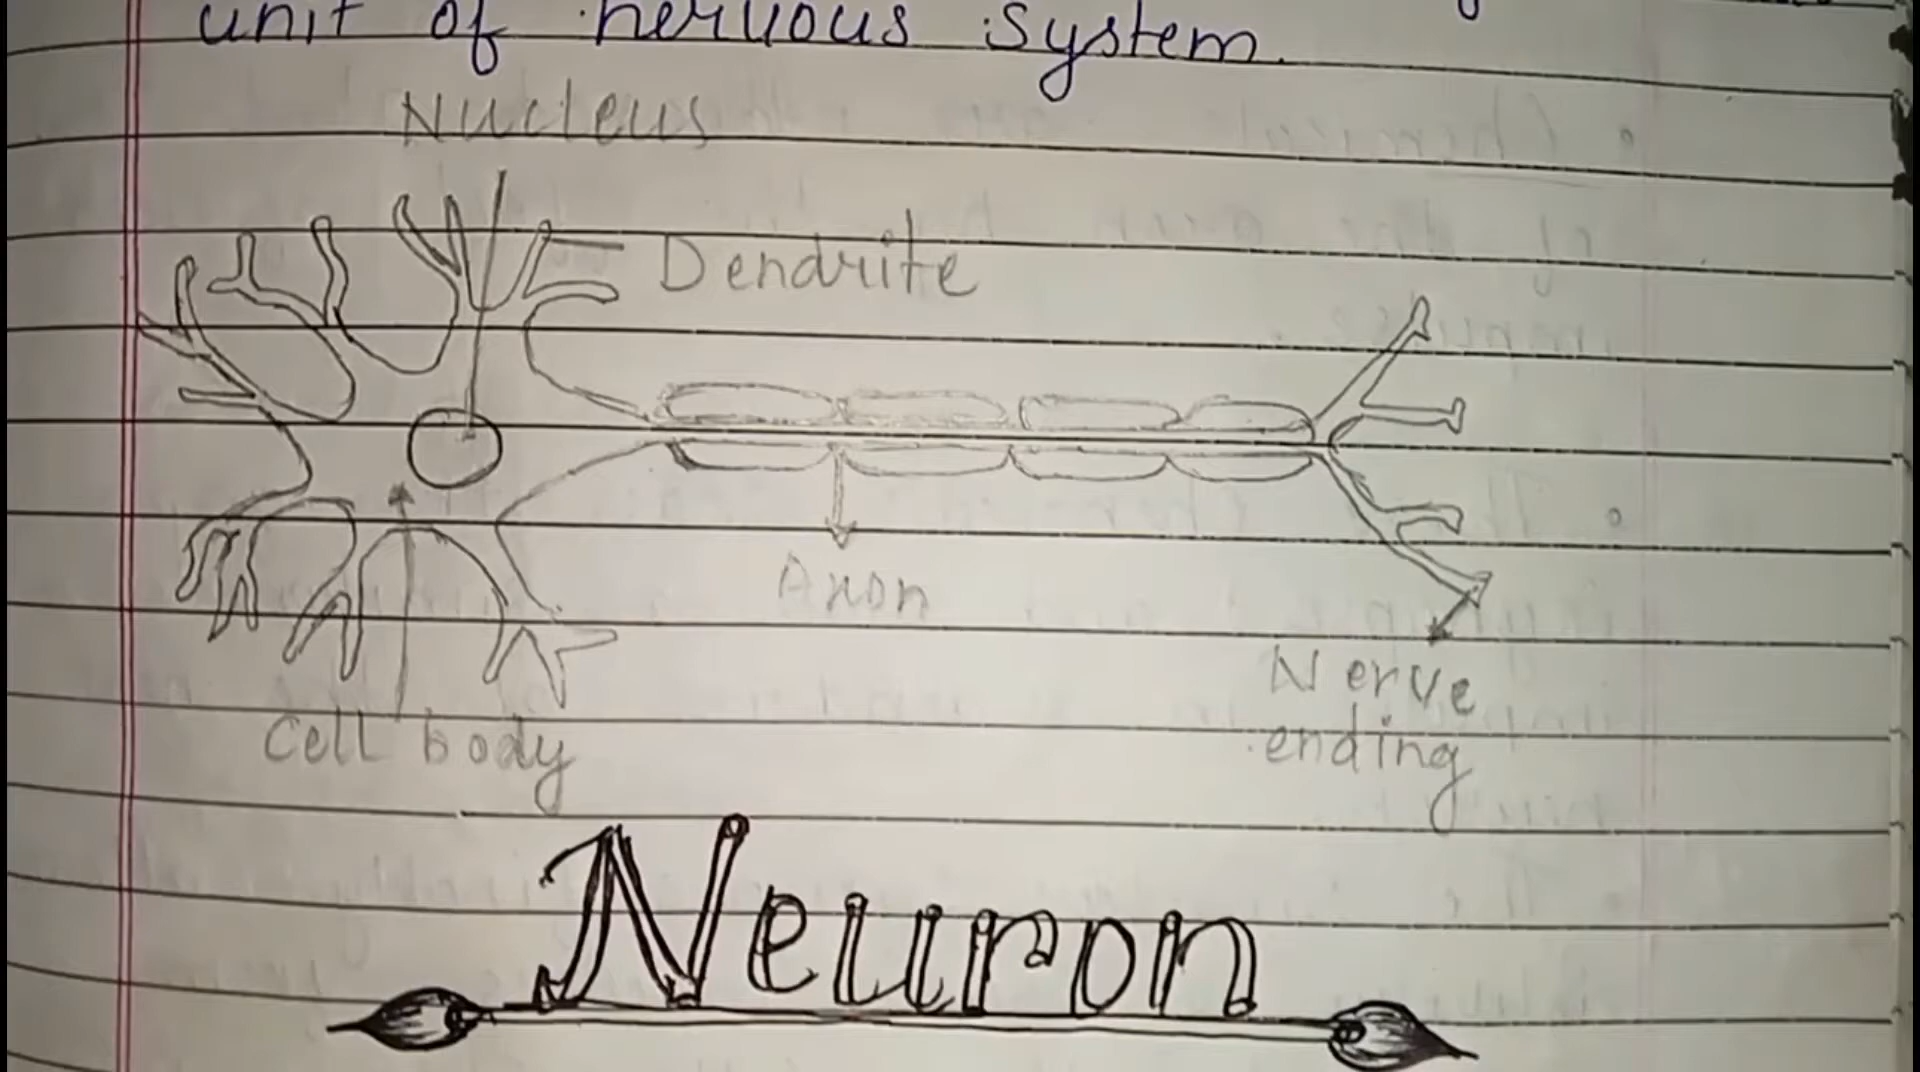 unit of nervous system.
Nucleus
Dendrite
Axon
Nerve
ending
Cell body
Neuron